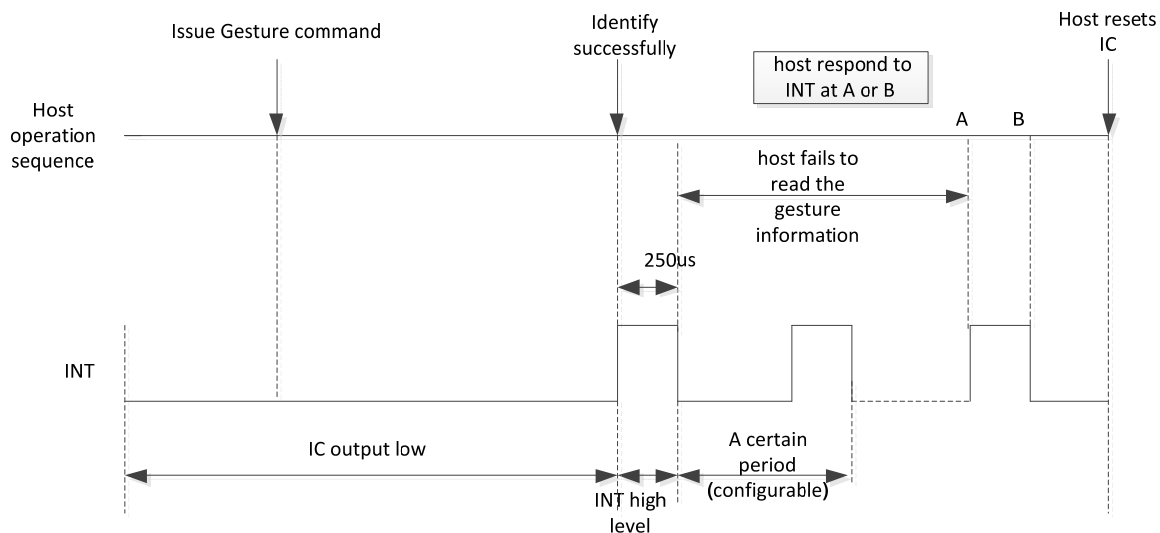 Issue Gesture command
Identify
successfully
Host resets
IC
host respond to
INT at A or B
Host
operation
sequence
A
B
host fails to
read the
gesture
information
250us
INT
IC output low
A certain
period
(configurable)
INT high
level